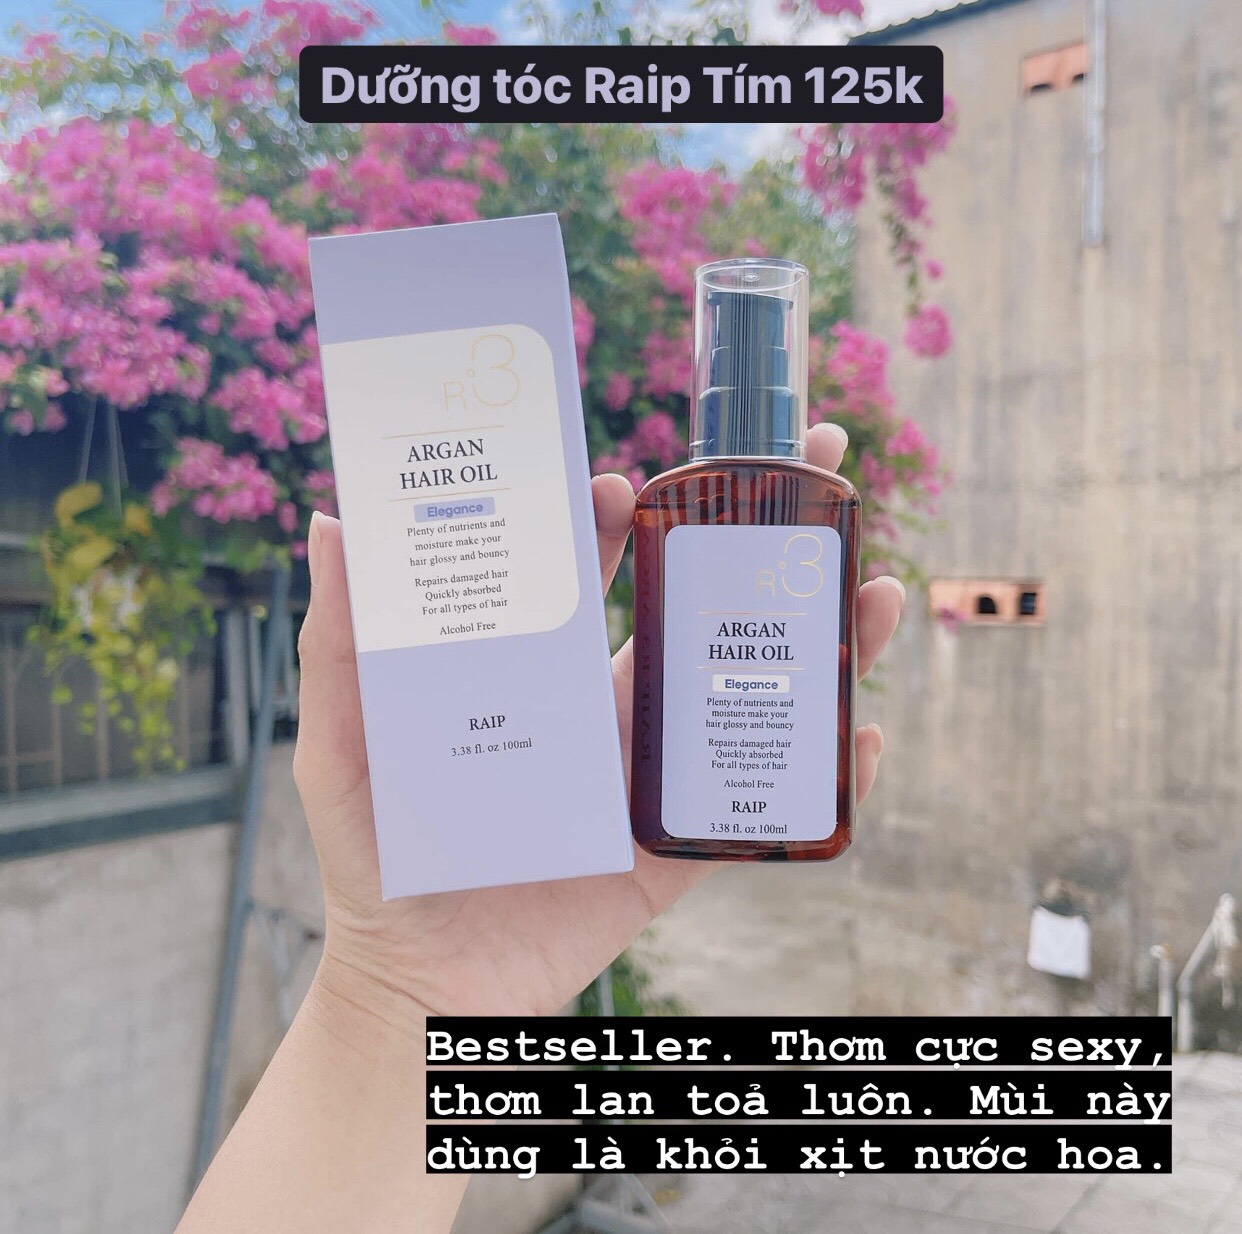 Dưỡng tóc Raip Tím 125k
R°3
ARGAN
HAIR OIL
Elegance
Plenty of nutrients and
moisture make your
hair glossy and bouncy
Repairs damaged hair
Quickly absorbed
For all types of hair
Alcohol Free
RAIP
3.38 fl. oz 100ml
R°3
ARGAN
HAIR OIL
Elegance
Plenty of nutrients and
moisture make your
hair glossy and bouncy
Repairs damaged hair
Quickly absorbed
For all types of hair
Alcohol Free
RAIP
3.38 fl. oz 100ml
Bestseller. Thơm cực sexy,
thơm lan toả luôn. Mùi này
dùng là khỏi xịt nước hoa.